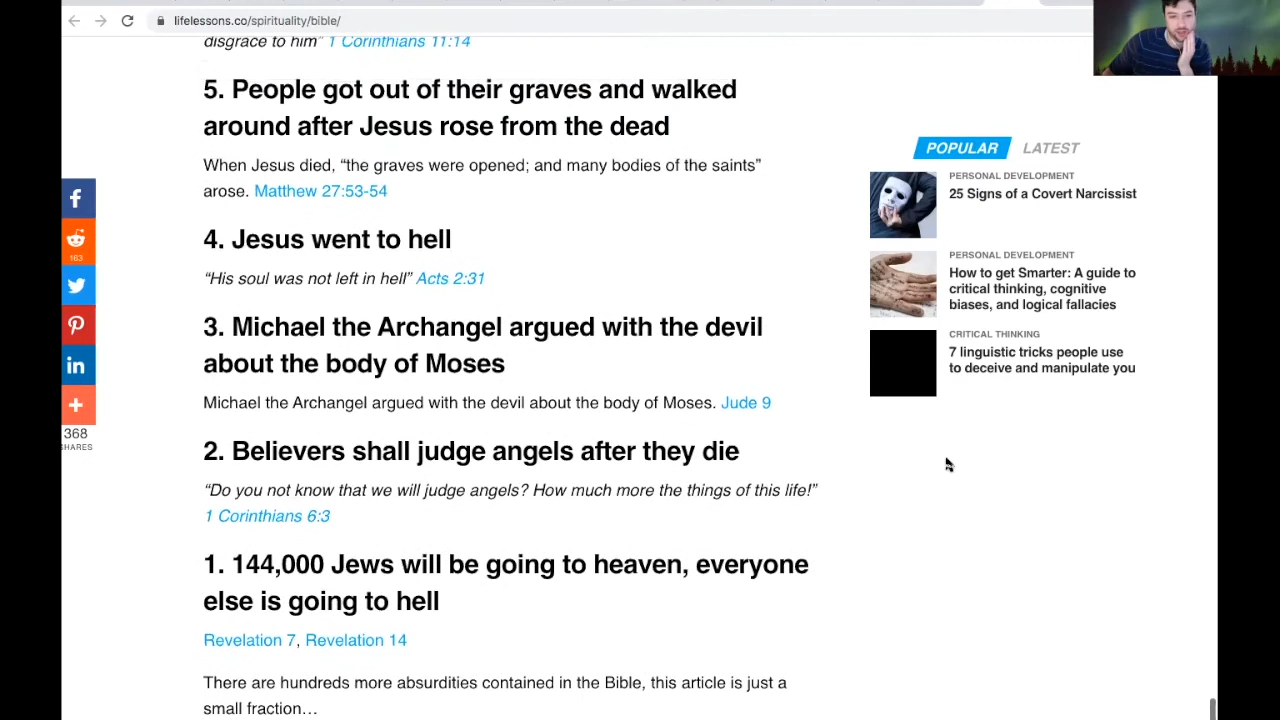 lifelessons.co/spirituality/bible/
disgrace to him” 1 Corinthians 11:14
5. People got out of their graves and walked
around after Jesus rose from the dead
When Jesus died, “the graves were opened; and many bodies of the saints”
arose. Matthew 27:53-54
4. Jesus went to hell
“His soul was not left in hell” Acts 2:31
3. Michael the Archangel argued with the devil
about the body of Moses
Michael the Archangel argued with the devil about the body of Moses. Jude 9
2. Believers shall judge angels after they die
“Do you not know that we will judge angels? How much more the things of this life!”
1 Corinthians 6:3
1. 144,000 Jews will be going to heaven, everyone
else is going to hell
Revelation 7, Revelation 14
There are hundreds more absurdities contained in the Bible, this article is just a
small fraction…
f
163
in
368
SHARES
POPULAR LATEST
PERSONAL DEVELOPMENT
25 Signs of a Covert Narcissist
PERSONAL DEVELOPMENT
How to get Smarter: A guide to
critical thinking, cognitive
biases, and logical fallacies
CRITICAL THINKING
7 linguistic tricks people use
to deceive and manipulate you